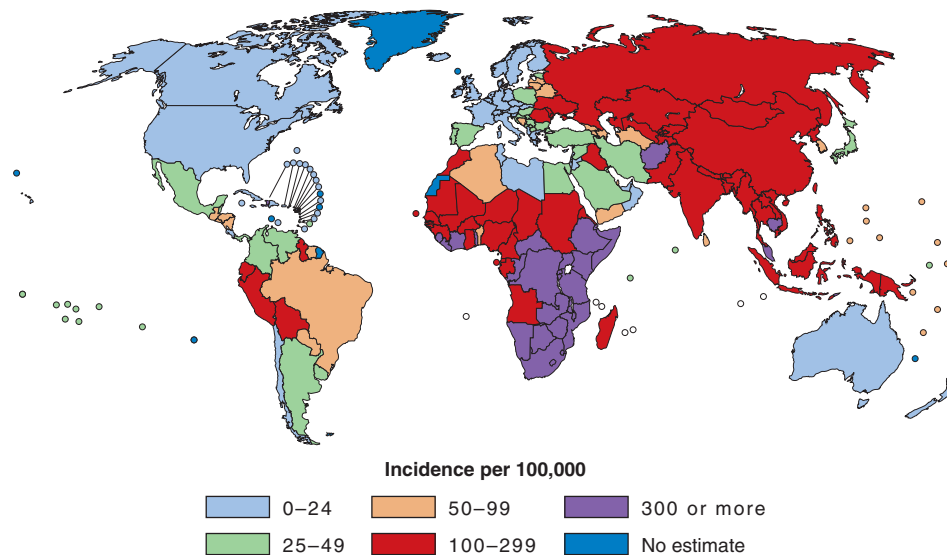 Incidence per 100,000
0–24
50–99
300 or more
25–49
100–299
No estimate